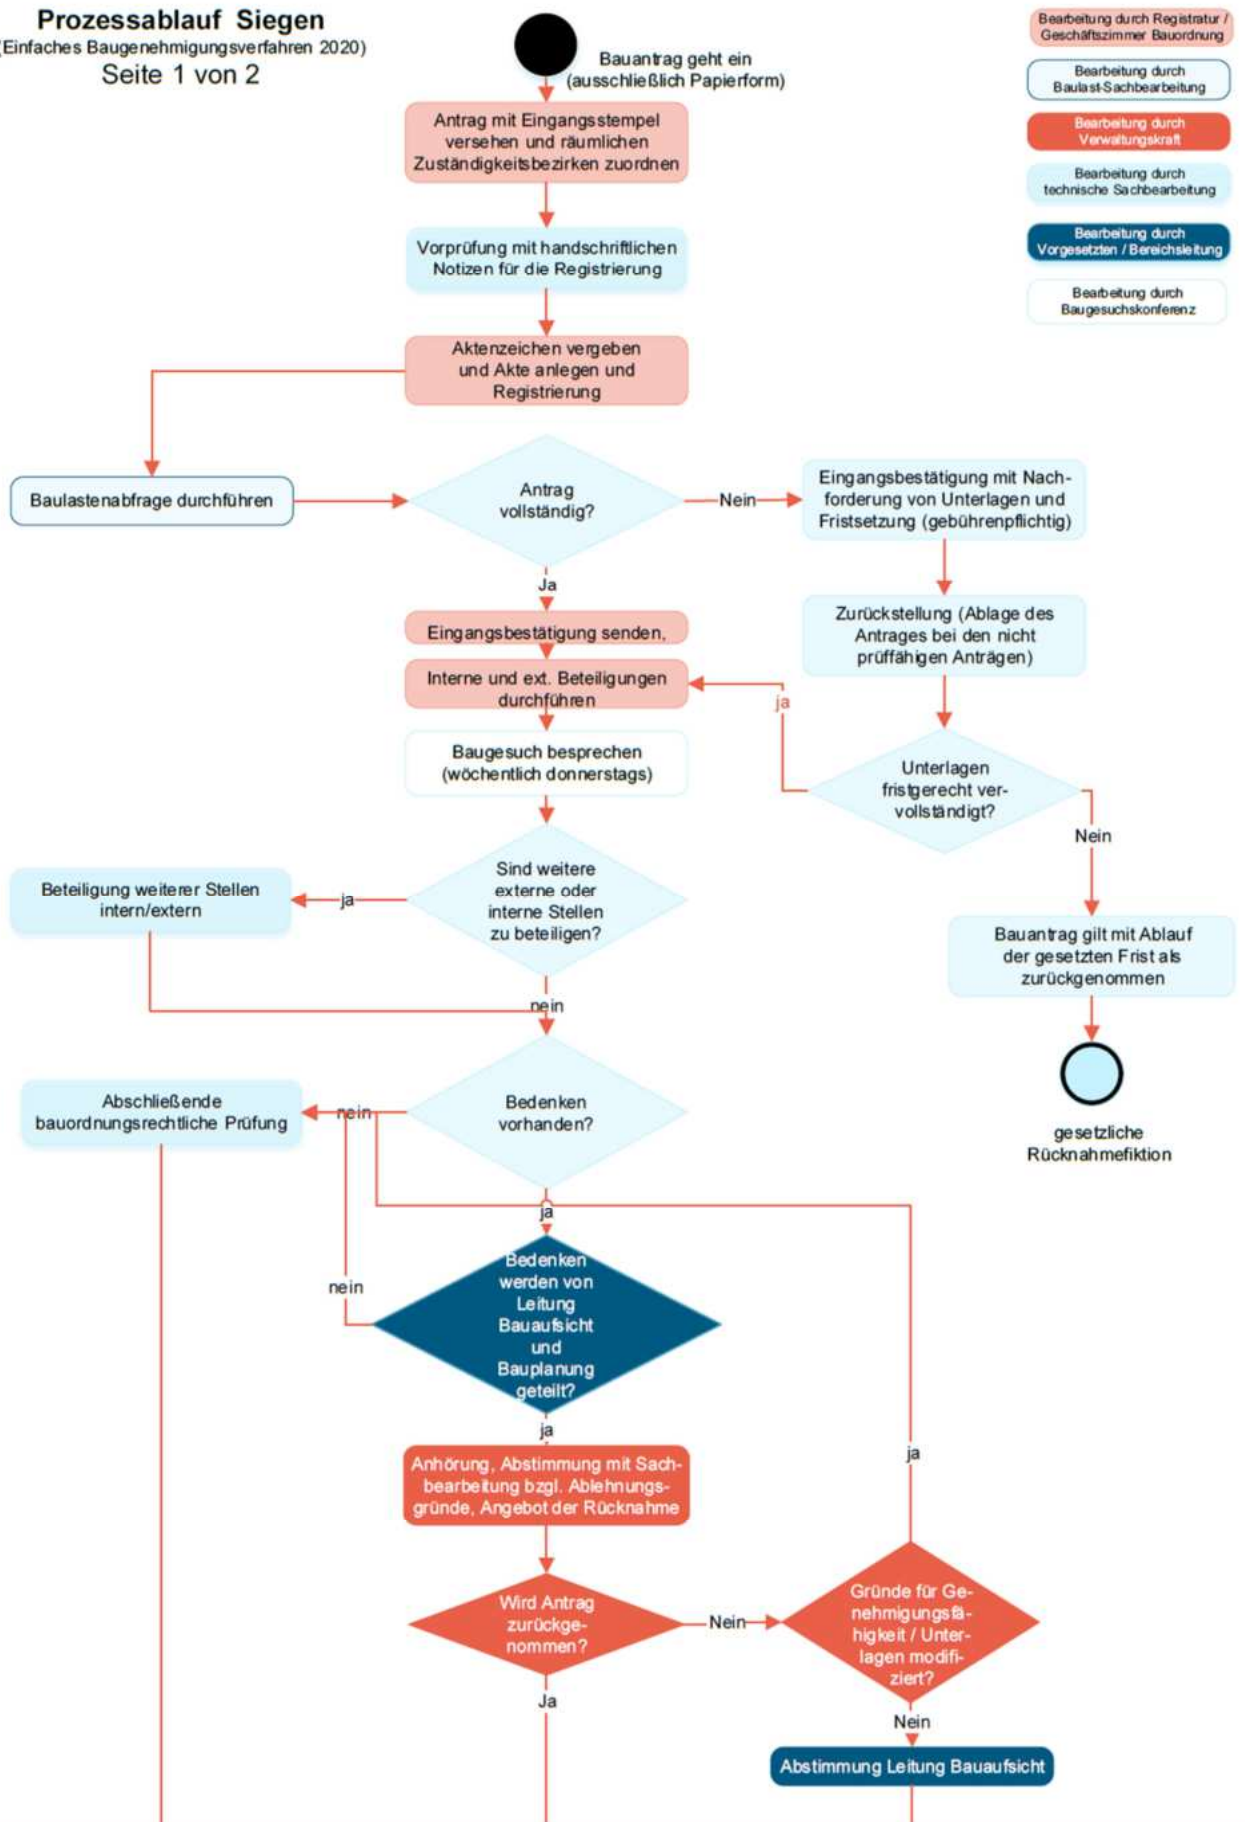 Prozessablauf Siegen
(Einfaches Baugenehmigungsverfahren 2020)
Seite 1 von 2
Bauantrag geht ein
(ausschließlich Papierform)
Bearbeitung durch Registratur /
Geschäftszimmer Bauordnung
Bearbeitung durch
Baulast-Sachbearbeitung
Bearbeitung durch
Verwaltungskraft
Bearbeitung durch
technische Sachbearbeitung
Bearbeitung durch
Vorgesetzten / Bereichsleitung
Bearbeitung durch
Baugesuchskonferenz
Antrag mit Eingangsstempel
versehen und räumlichen
Zuständigkeitsbezirken zuordnen
Vorprüfung mit handschriftlichen
Notizen für die Registrierung
Aktenzeichen vergeben
und Akte anlegen und
Registrierung
Baulastenabfrage durchführen
Antrag
vollständig?
Nein
Eingangsbestätigung mit Nach-
forderung von Unterlagen und
Fristsetzung (gebührenpflichtig)
Ja
Eingangsbestätigung senden,
Zurückstellung (Ablage des
Antrages bei den nicht
prüffähigen Anträgen)
Interne und ext. Beteiligungen
durchführen
ja
Baugesuch besprechen
(wöchentlich donnerstags)
Unterlagen
fristgerecht ver-
vollständigt?
Nein
Sind weitere
externe oder
interne Stellen
zu beteiligen?
ja
Beteiligung weiterer Stellen
intern/extern
Bauantrag gilt mit Ablauf
der gesetzten Frist als
zurückgenommen
nein
gesetzliche
Rücknahmefiktion
Bedenken
vorhanden?
nein
Abschließende
bauordnungsrechtliche Prüfung
ja
Bedenken
werden von
Leitung
Bauaufsicht
und
Bauplanung
geteilt?
nein
ja
Anhörung, Abstimmung mit Sach-
bearbeitung bzgl. Ablehnungs-
gründe, Angebot der Rücknahme
ja
Wird Antrag
zurückge-
nommen?
Nein
Gründe für Ge-
nehmigungsfä-
higkeit / Unter-
lagen modifi-
ziert?
Ja
Nein
Abstimmung Leitung Bauaufsicht